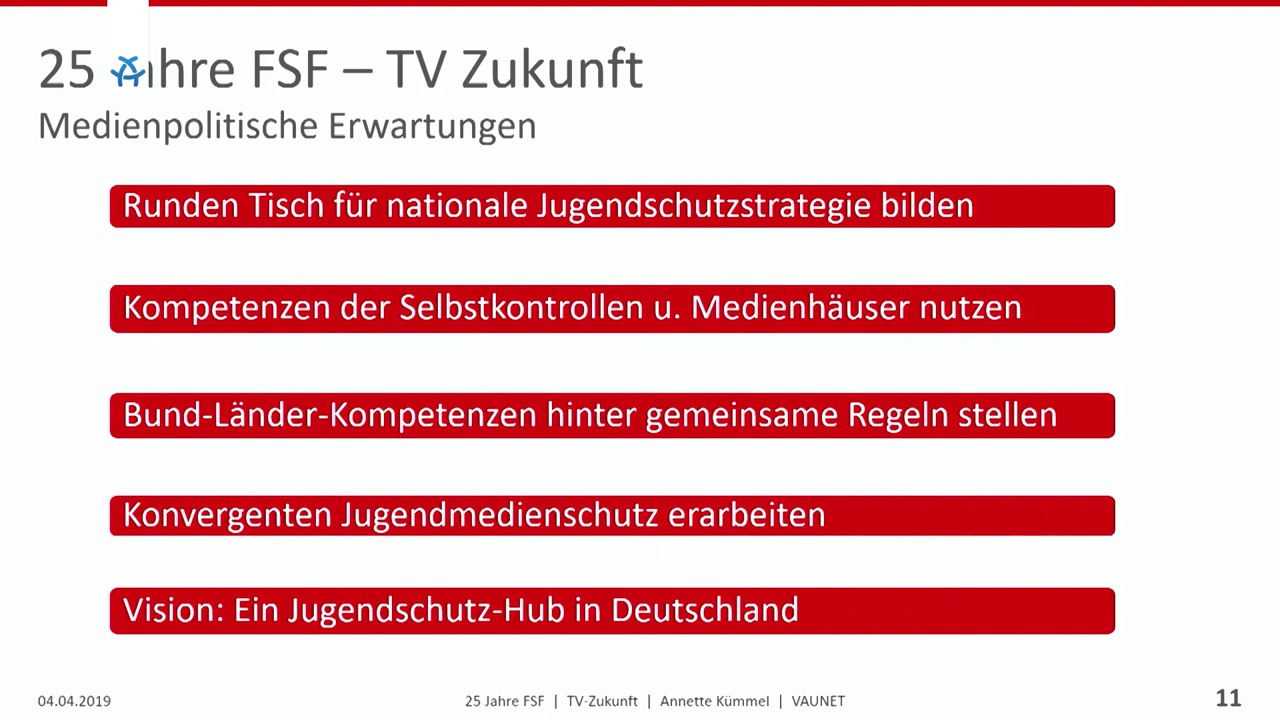 25 Jahre FSF – TV Zukunft
Medienpolitische Erwartungen
Runden Tisch für nationale Jugendschutzstrategie bilden
Kompetenzen der Selbstkontrollen u. Medienhäuser nutzen
Bund-Länder-Kompetenzen hinter gemeinsame Regeln stellen
Konvergenten Jugendmedienschutz erarbeiten
Vision: Ein Jugendschutz-Hub in Deutschland
04.04.2019 25 Jahre FSF | TV-Zukunft | Annette Kümmel | VAUNET 11